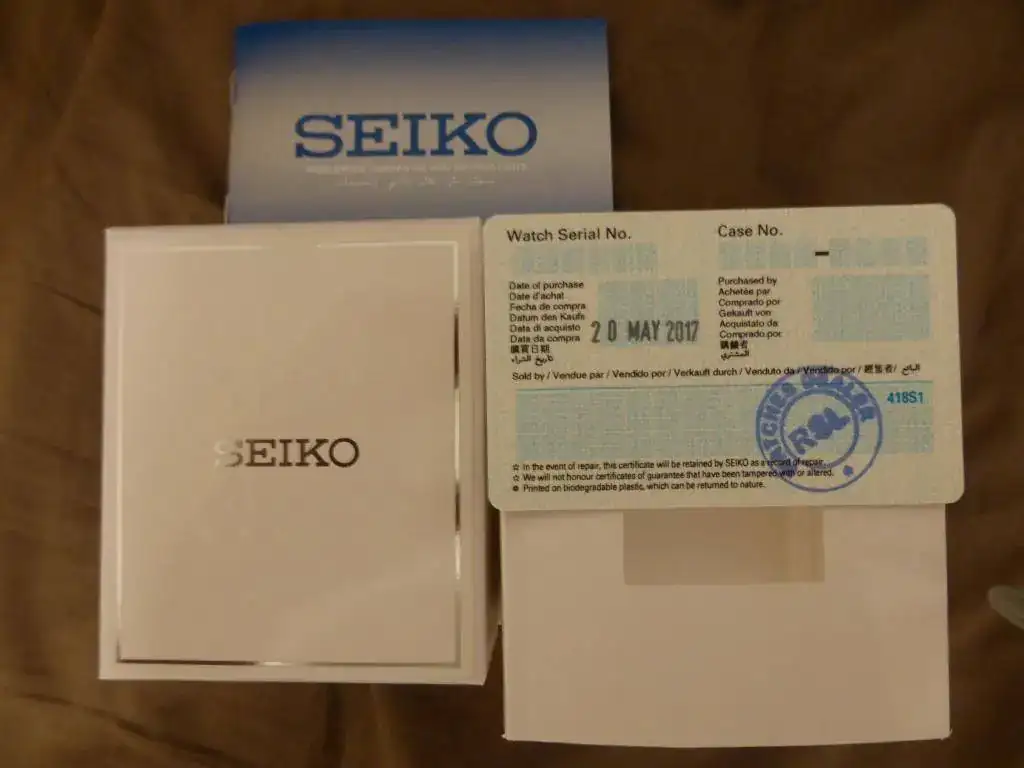 SEIKO
SEIKO
Watch Serial No.
Case No.
-
Date of purchase
Date d'achat
Fecha de compra
Datum des Kaufs
Data di acquisto
Data da compra
購買日期
تاريخ الشراء
20 MAY 2017
Purchased by
Achetée par
Comprado por
Gekauft von
Acquistato da
Comprado por
購錶者
المشتري
Sold by / Vendue par / Vendido por / Verkauft durch / Venduto da / Vendido por / 經售者 / البائع
418S1
WATCHES DEALER
RSL
☆ In the event of repair, this certificate will be retained by SEIKO as a record of repair.
☆ We will not honour certificates of guarantee that have been tampered with or altered.
Printed on biodegradable plastic, which can be returned to nature.